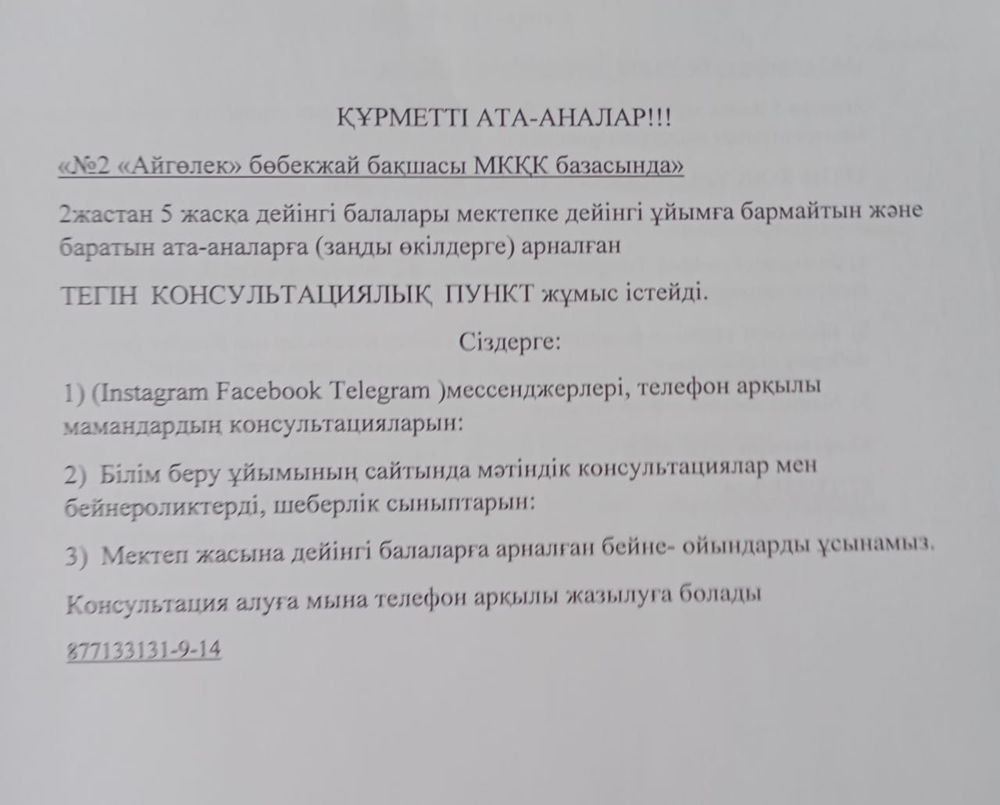 ҚҰРМЕТТІ АТА-АНАЛАР!!!
«№2 «Айгөлек» бөбекжай бақшасы МКҚК базасында»
2жастан 5 жасқа дейінгі балалары мектепке дейінгі ұйымға бармайтын және
баратын ата-аналарға (заңды өкілдерге) арналған
ТЕГІН КОНСУЛЬТАЦИЯЛЫҚ ПУНКТ жұмыс істейді.
Сіздерге:
1) (Instagram Facebook Telegram )мессенджерлері, телефон арқылы
мамандардың консультацияларын:
2) Білім беру ұйымының сайтында мәтіндік консультациялар мен
бейнероликтерді, шеберлік сыныптарын:
3) Мектеп жасына дейінгі балаларға арналған бейне- ойындарды ұсынамыз.
Консультация алуға мына телефон арқылы жазылуға болады
877133131-9-14